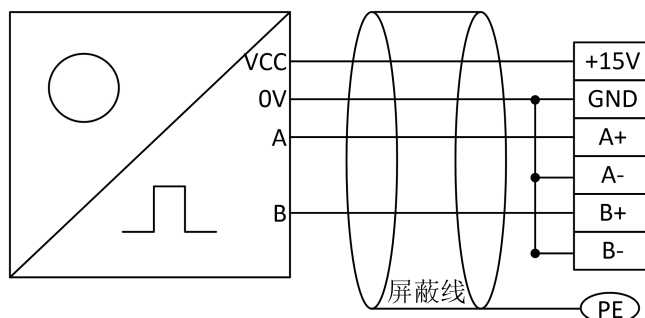 VCC
0V
A
B
+15V
GND
A+
A-
B+
B-
屏蔽线
PE